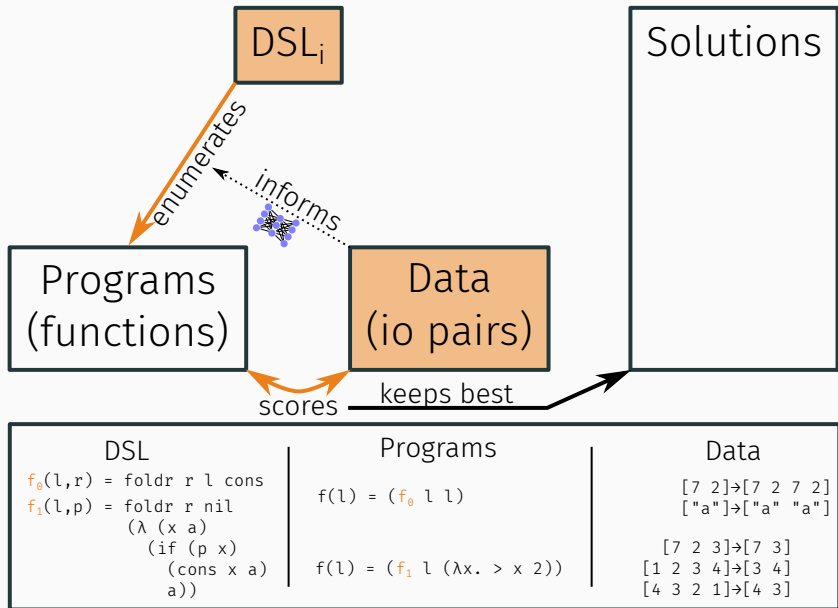 DSLᵢ
Solutions
enumerates
informs
Programs
(functions)
Data
(io pairs)
scores
keeps best
DSL
f₀(l,r) = foldr r l cons
f₁(l,p) = foldr r nil
(λ (x a)
(if (p x)
(cons x a)
a))
Programs
f(l) = (f₀ l l)
f(l) = (f₁ l (λx. > x 2))
Data
[7 2]→[7 2 7 2]
["a"]→["a" "a"]
[7 2 3]→[7 3]
[1 2 3 4]→[3 4]
[4 3 2 1]→[4 3]